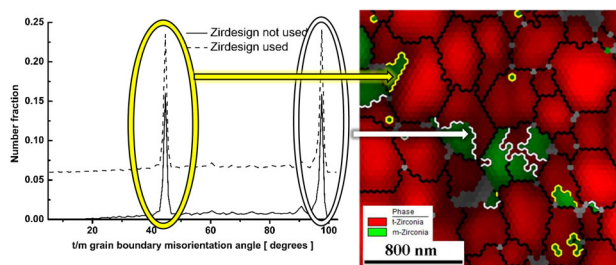 Zirdesign not used
Zirdesign used
0.25
0.20
0.15
0.10
0.05
0.00
Number fraction
0
20
40
60
80
100
t/m grain boundary misorientation angle [ degrees ]
Phase
t-Zirconia
m-Zirconia
800 nm